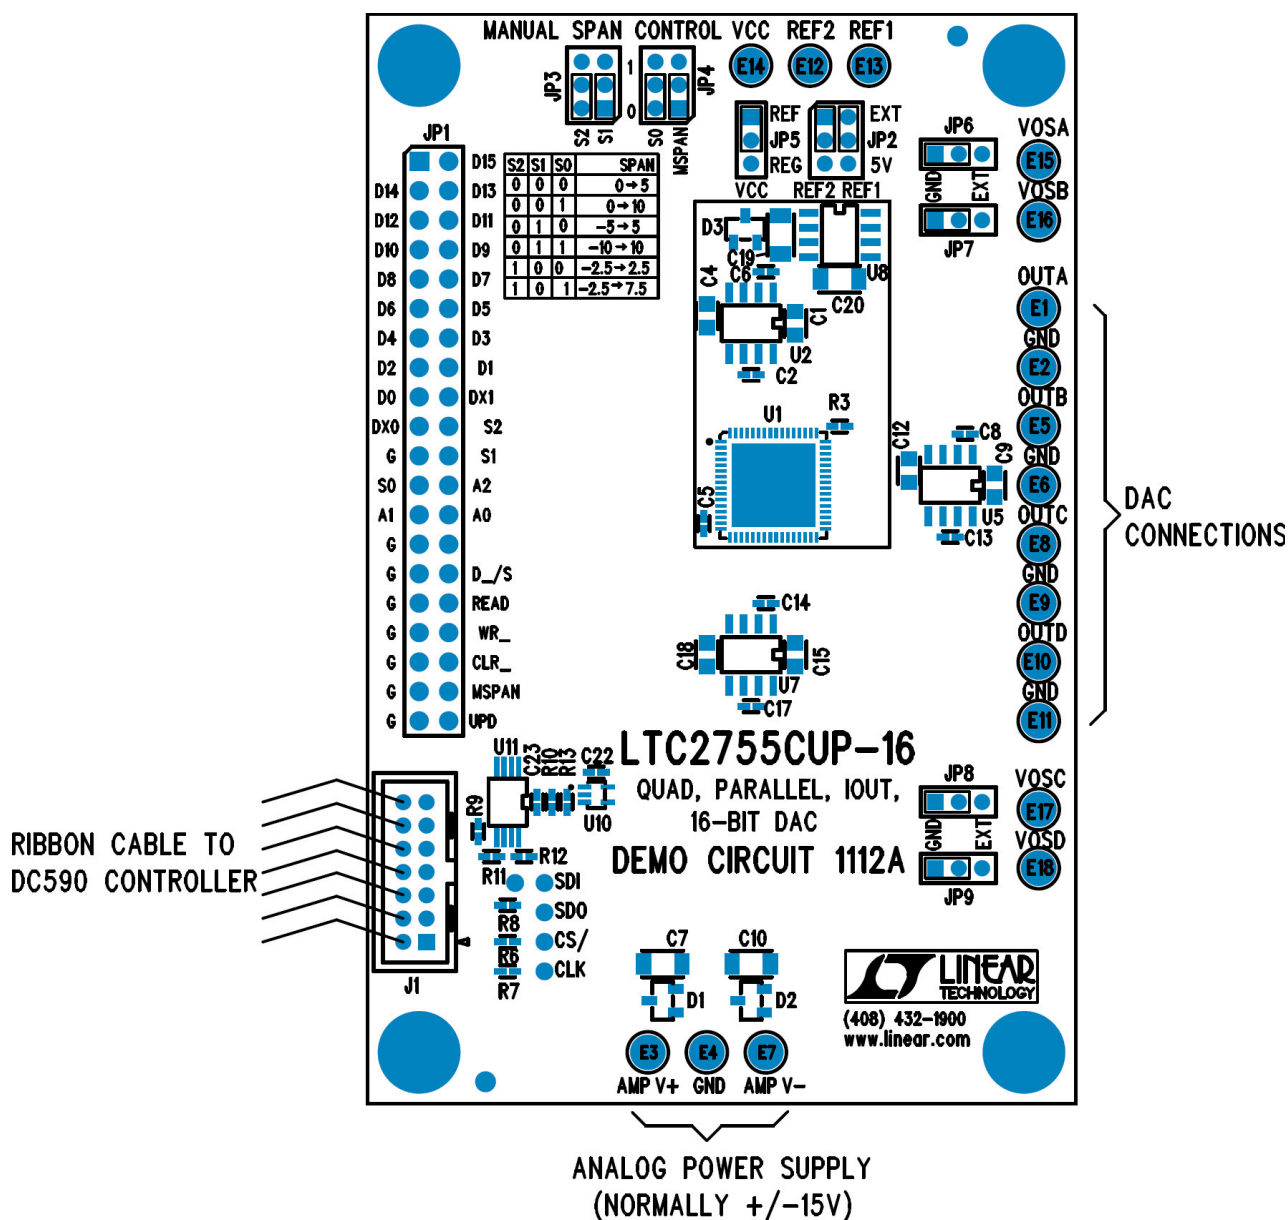 MANUAL SPAN CONTROL VCC REF2 REF1
E14 E12 E13
JP3 1 0 JP4
S2 S1 S0 MSPAN
REF JP5 REG VCC
EXT JP2 5V
REF2 REF1
JP6 VOSA
E15
GND EXT VOSB
E16
JP7
JP1
D15
D14 D13
D12 D11
D10 D9
D8 D7
D6 D5
D4 D3
D2 D1
D0 DX1
DX0 S2
G S1
S0 A2
A1 A0
G
G D_/S
G READ
G WR_
G CLR_
G MSPAN
G UPD
S2 S1 S0 SPAN
0 0 0 0→5
0 0 1 0→10
0 1 0 -5→5
0 1 1 -10→10
1 0 0 -2.5→2.5
1 0 1 -2.5→7.5
D3 C19 U8
C4 C6 C20
C1 U2
C2
U1 R3
C5
C12 C8 C9
U5
C13
OUTA
E1
GND
E2
OUTB
E5
GND
E6
OUTC
E8
GND
E9
OUTD
E10
GND
E11
DAC
CONNECTIONS
C14
C18 C15
U7
C17
LTC2755CUP-16
QUAD, PARALLEL, IOUT,
16-BIT DAC
DEMO CIRCUIT 1112A
U11 C23 R10 R13 C22
R9 U10
R11 R12
SDI
R8 SDO
R6 CS/
R7 CLK
J1
RIBBON CABLE TO
DC590 CONTROLLER
JP8 VOSC
E17
GND EXT VOSD
E18
JP9
C7 C10
D1 D2
E3 E4 E7
AMP V+ GND AMP V-
LINEAR
TECHNOLOGY
(408) 432-1900
www.linear.com
ANALOG POWER SUPPLY
(NORMALLY +/-15V)